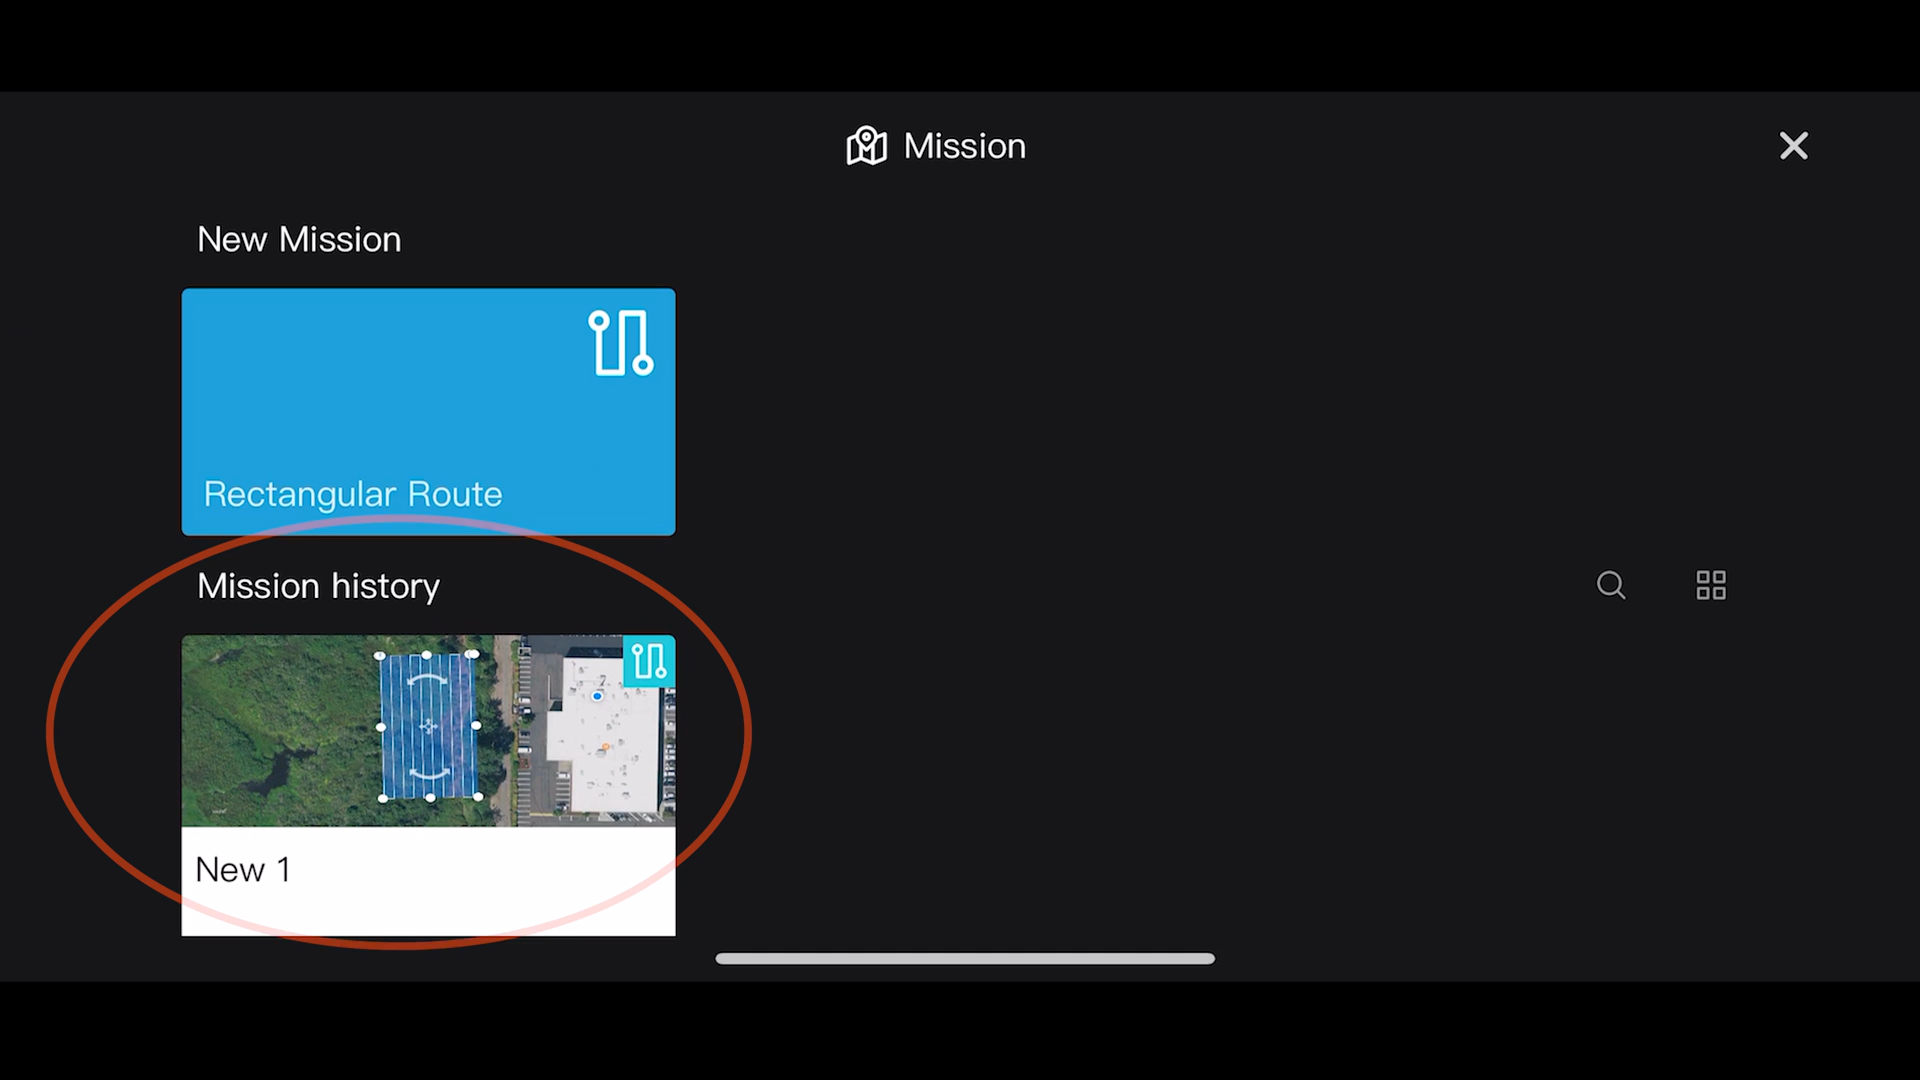 Mission
New Mission
Rectangular Route
Mission history
New 1